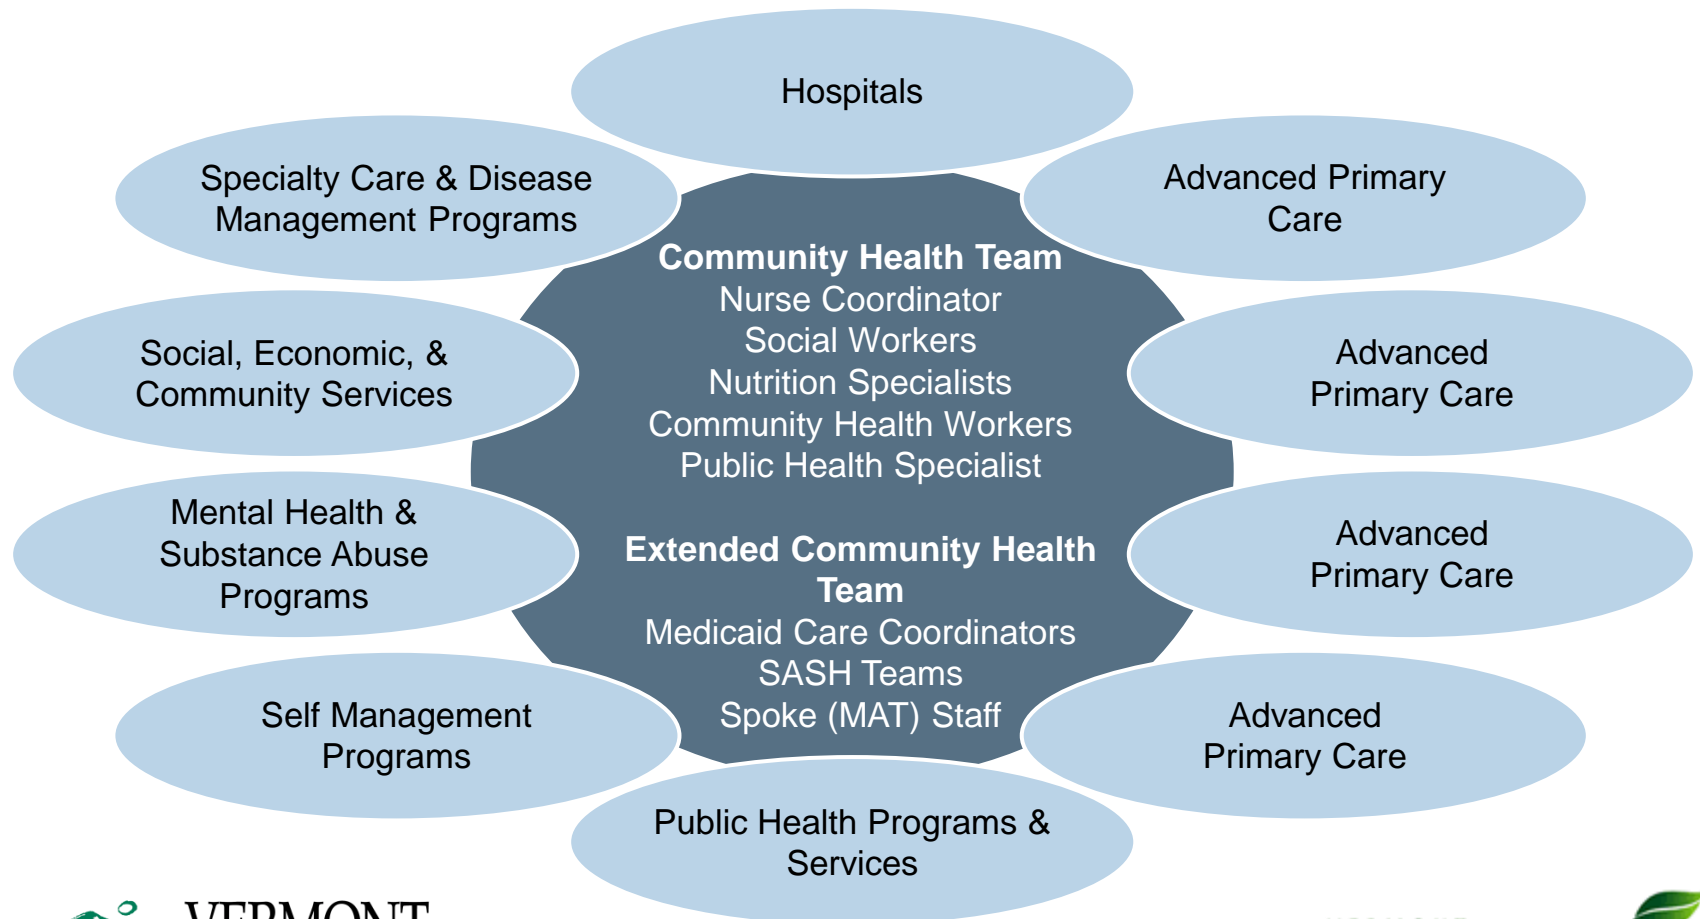 Hospitals
Specialty Care & Disease
Management Programs
Advanced Primary
Care
Community Health Team
Nurse Coordinator
Social Workers
Nutrition Specialists
Community Health Workers
Public Health Specialist
Social, Economic, &
Community Services
Advanced
Primary Care
Mental Health &
Substance Abuse
Programs
Advanced
Primary Care
Extended Community Health
Team
Medicaid Care Coordinators
SASH Teams
Spoke (MAT) Staff
Self Management
Programs
Advanced
Primary Care
Public Health Programs &
Services
VERMONT